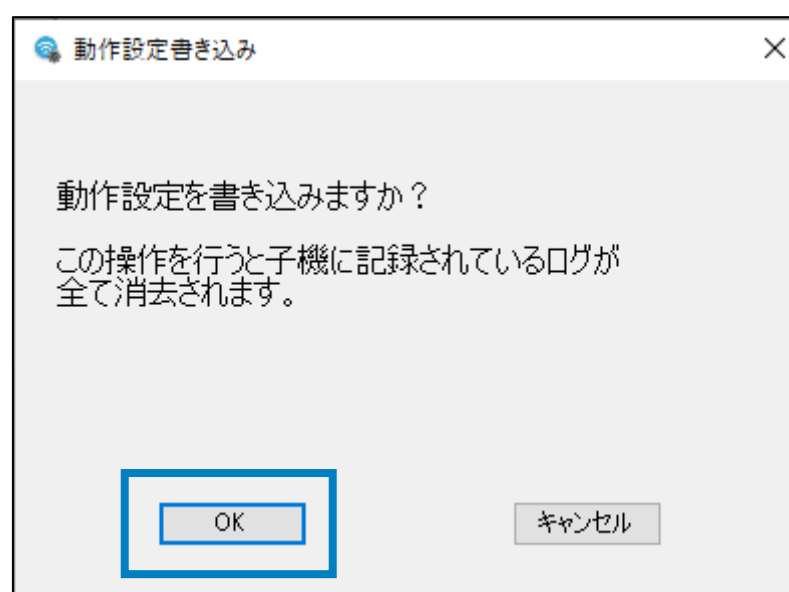 動作設定書き込み
動作設定を書き込みますか？
この操作を行うと子機に記録されているログが
全て消去されます。
OK
キャンセル